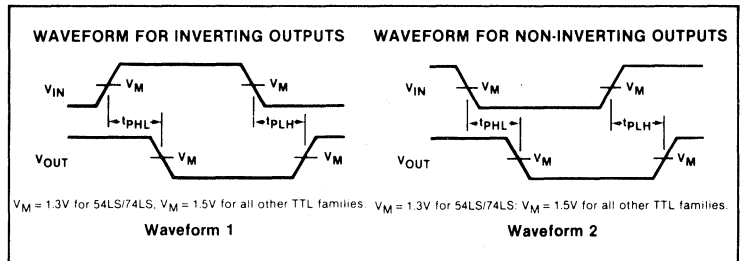 WAVEFORM FOR INVERTING OUTPUTS
VIN
VM
VM
tPHL
tPLH
VOUT
VM
VM
VM = 1.3V for 54LS/74LS, VM = 1.5V for all other TTL families.
Waveform 1
WAVEFORM FOR NON-INVERTING OUTPUTS
VIN
VM
VM
tPHL
tPLH
VOUT
VM
VM
VM = 1.3V for 54LS/74LS: VM = 1.5V for all other TTL families.
Waveform 2